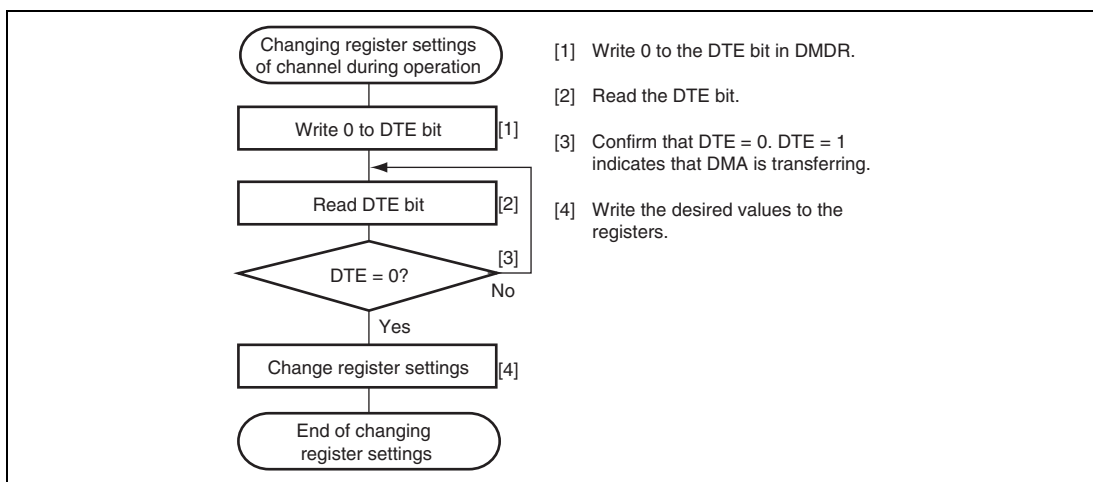 Changing register settings
of channel during operation
Write 0 to DTE bit
[1]
Read DTE bit
[2]
[3]
DTE = 0?
No
Yes
Change register settings
[4]
End of changing
register settings
[1] Write 0 to the DTE bit in DMDR.
[2] Read the DTE bit.
[3] Confirm that DTE = 0. DTE = 1
indicates that DMA is transferring.
[4] Write the desired values to the
registers.